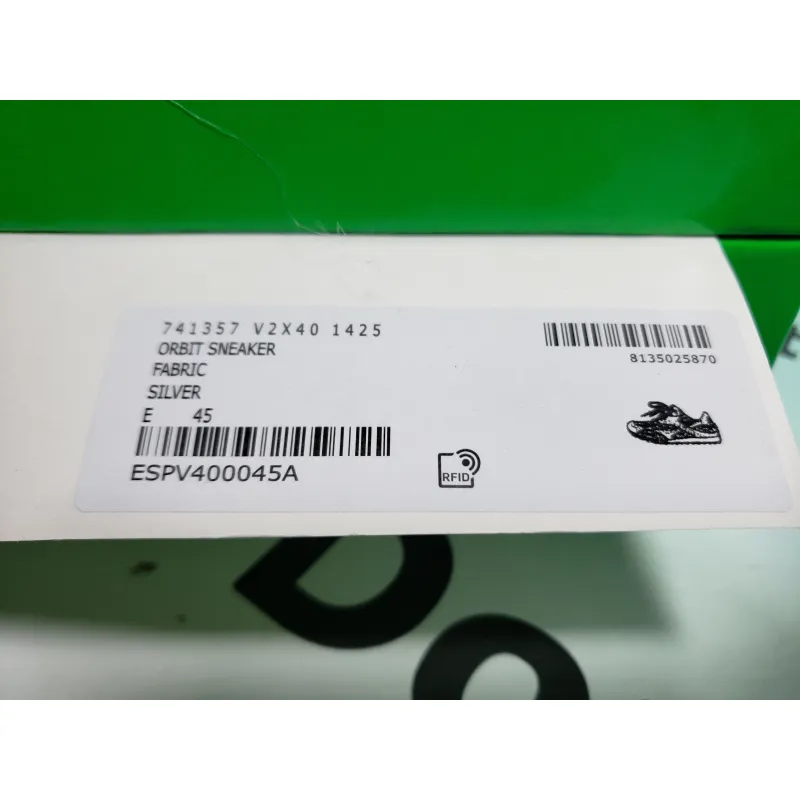 741357 V2X40 1425
ORBIT SNEAKER
FABRIC
SILVER
E 45
ESPV400045A
8135025870
RFID